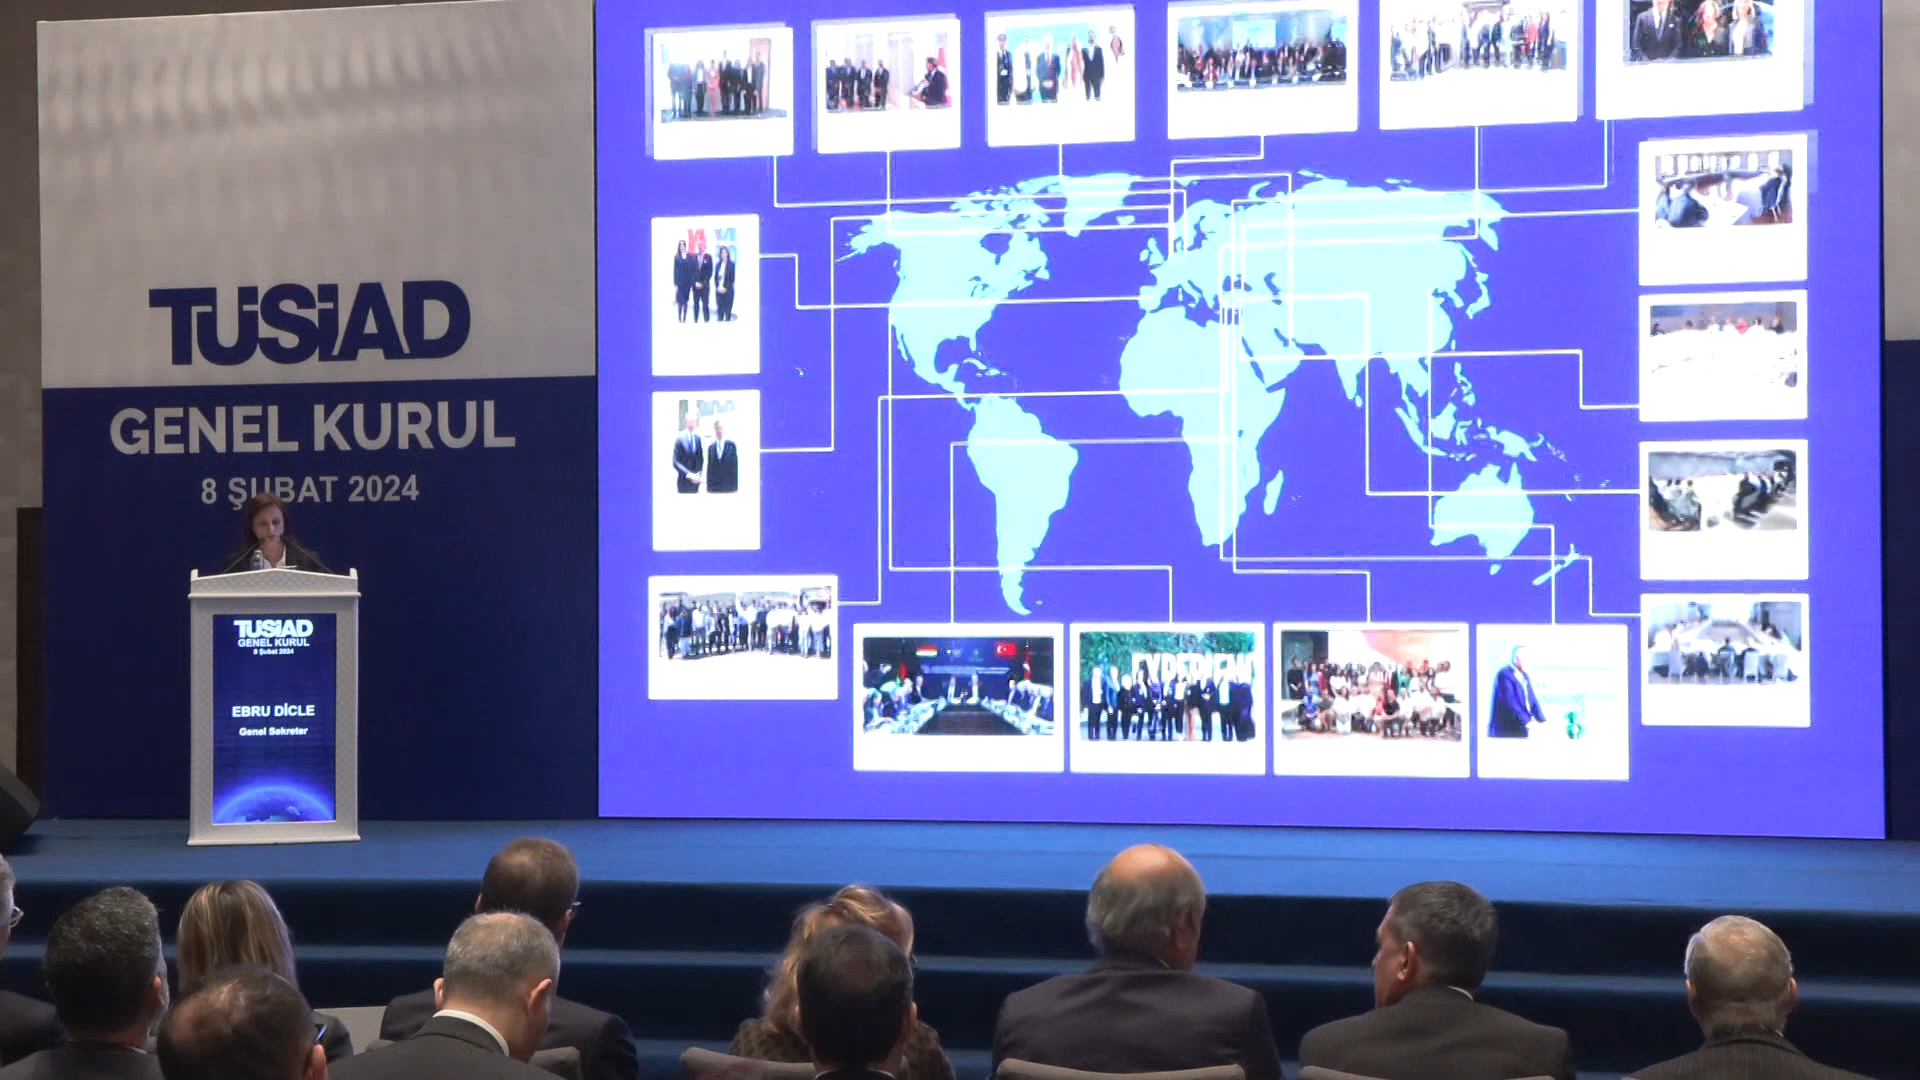 TÜSİAD
GENEL KURUL
8 ŞUBAT 2024
TÜSİAD
GENEL KURUL
8 Şubat 2024
EBRU DİCLE
Genel Sekreter
EXPERIENC